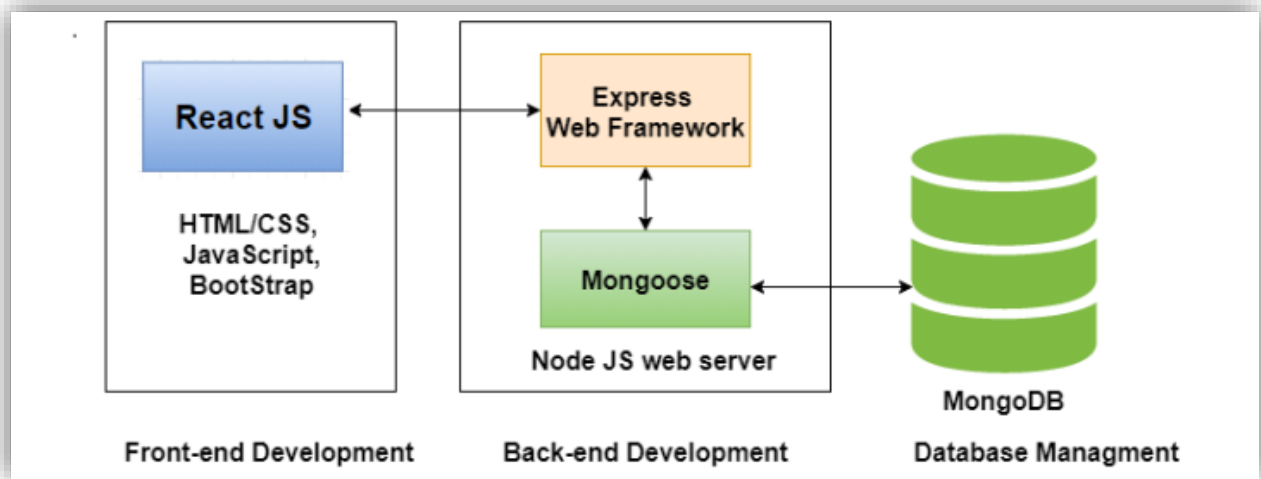 React JS
HTML/CSS,
JavaScript,
BootStrap
Express
Web Framework
Mongoose
Node JS web server
MongoDB
Front-end Development
Back-end Development
Database Managment